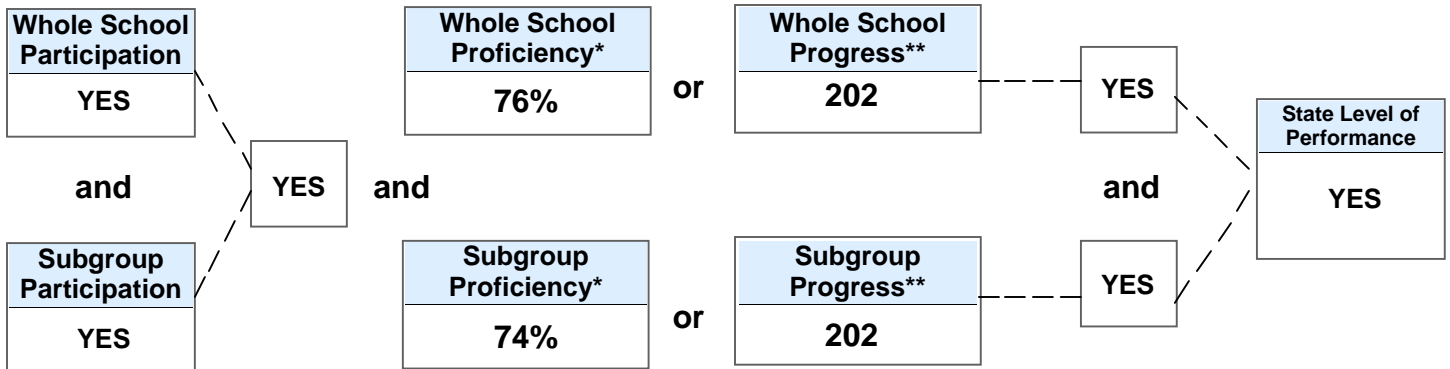 Whole School
Participation
YES
and
Subgroup
Participation
YES
YES
and
Whole School
Proficiency*
76%
or
Whole School
Progress**
202
YES
Subgroup
Proficiency*
74%
or
Subgroup
Progress**
202
YES
and
State Level of
Performance
YES